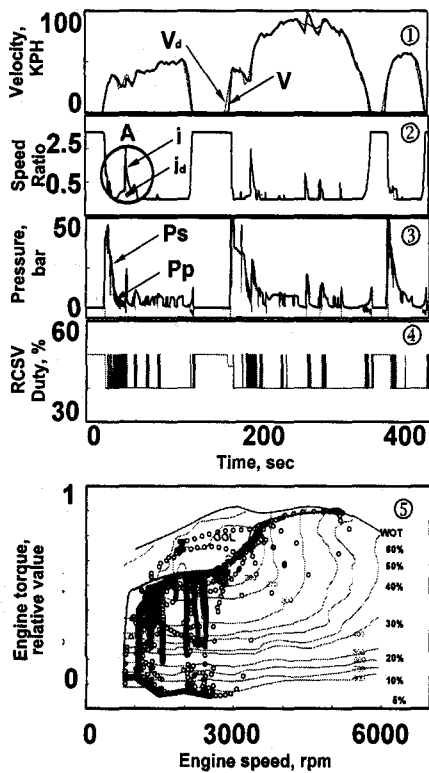 100
Velocity,
KPH
0
V_d
V
①
2.5
0.5
Speed
Ratio
A
i
i_d
②
50
0
Pressure,
bar
Ps
Pp
③
60
30
RCSV
Duty, %
④
0 200 400
Time, sec
1
0
Engine torque,
relative value
⑤
WOT
60%
50%
40%
30%
20%
10%
5%
0 3000 6000
Engine speed, rpm